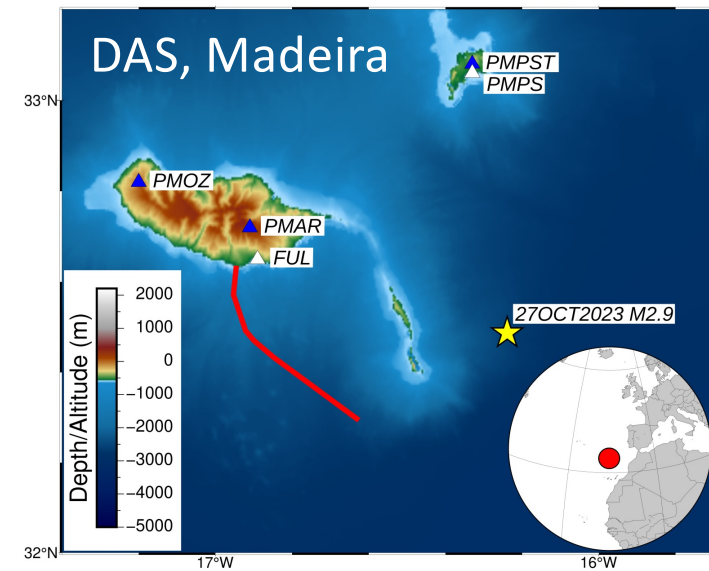 DAS, Madeira
PMPST
PMPS
33°N
PMOZ
PMAR
FUL
27OCT2023 M2.9
Depth/Altitude (m)
2000
1000
0
−1000
−2000
−3000
−4000
−5000
32°N
17°W
16°W